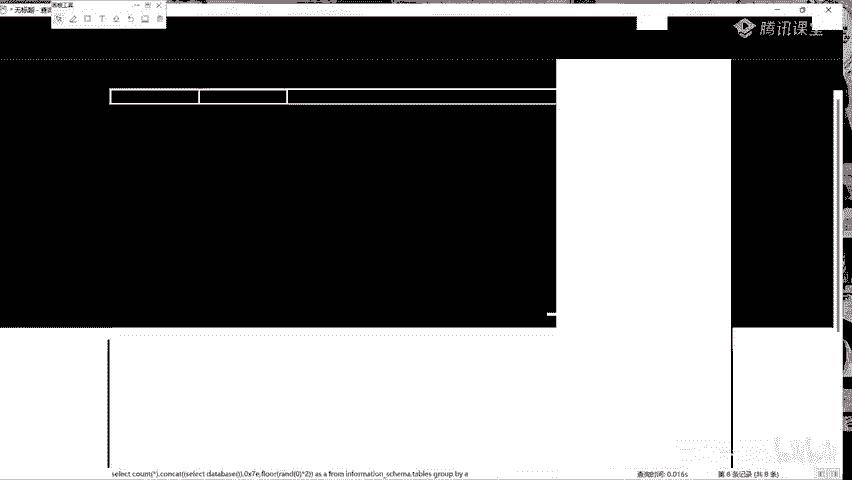 画板工具
* 无标题 - 查
腾讯课堂
select count(*),concat((select database()),0x7e,floor(rand(0)*2)) as a from information_schema.tables group by a
查询时间: 0.016s
第 6 条记录 (共 8 条)